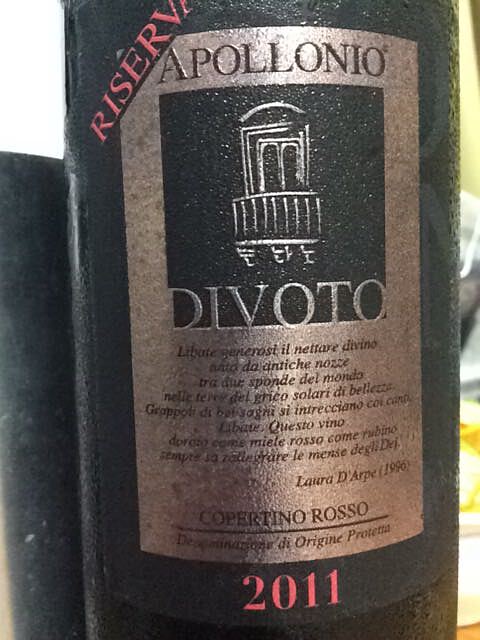 RISERVA
APOLLONIO
DIVOTO
Libate generosi il nettare divino
nato da antiche nozze
tra due sponde del mondo
nelle terre del grico solari di bellezza.
Grappoli di bei sogni si intrecciano coi canti.
Libate. Questo vino
dorato come miele rosso come rubino
sempre sa rallegrare le mense degli Dei.
Laura D'Arpe (1996)
COPERTINO ROSSO
Denominazione di Origine Protetta
2011